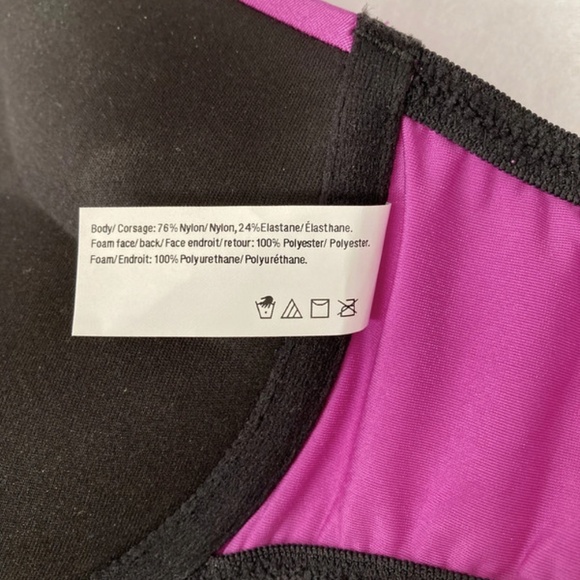 Body/ Corsage: 76% Nylon/ Nylon, 24%Elastane/ Élasthane.
Foam face/back/ Face endroit/ retour: 100% Polyester/ Polyester.
Foam/ Endroit: 100% Polyurethane/ Polyuréthane.